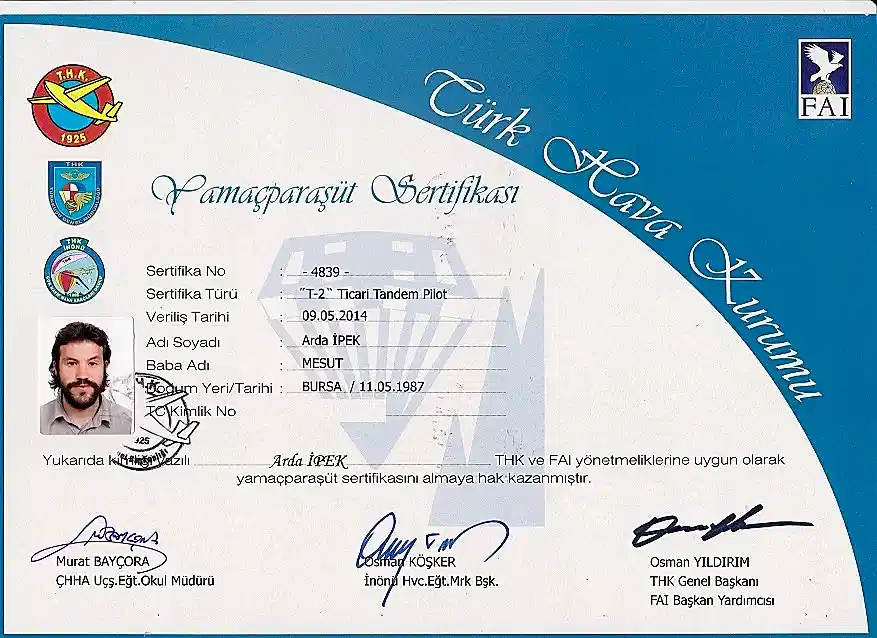 T.H.K.
1925
FAI
Türk Hava Kurumu
THK
THK
İNÖNÜ
Yamaçparaşüt Sertifikası
Sertifika No : - 4839 -
Sertifika Türü : "T-2" Ticari Tandem Pilot
Veriliş Tarihi : 09.05.2014
Adı Soyadı : Arda İPEK
Baba Adı : MESUT
Doğum Yeri/Tarihi : BURSA / 11.05.1987
TC Kimlik No :
Yukarıda yazılı Arda İPEK THK ve FAI yönetmeliklerine uygun olarak
yamaçparaşüt sertifikasını almaya hak kazanmıştır.
Murat BAYÇORA
ÇHHA Uçş.Eğt.Okul Müdürü
Osman KÖŞKER
İnönü Hvc.Eğt.Mrk Bşk.
Osman YILDIRIM
THK Genel Başkanı
FAI Başkan Yardımcısı